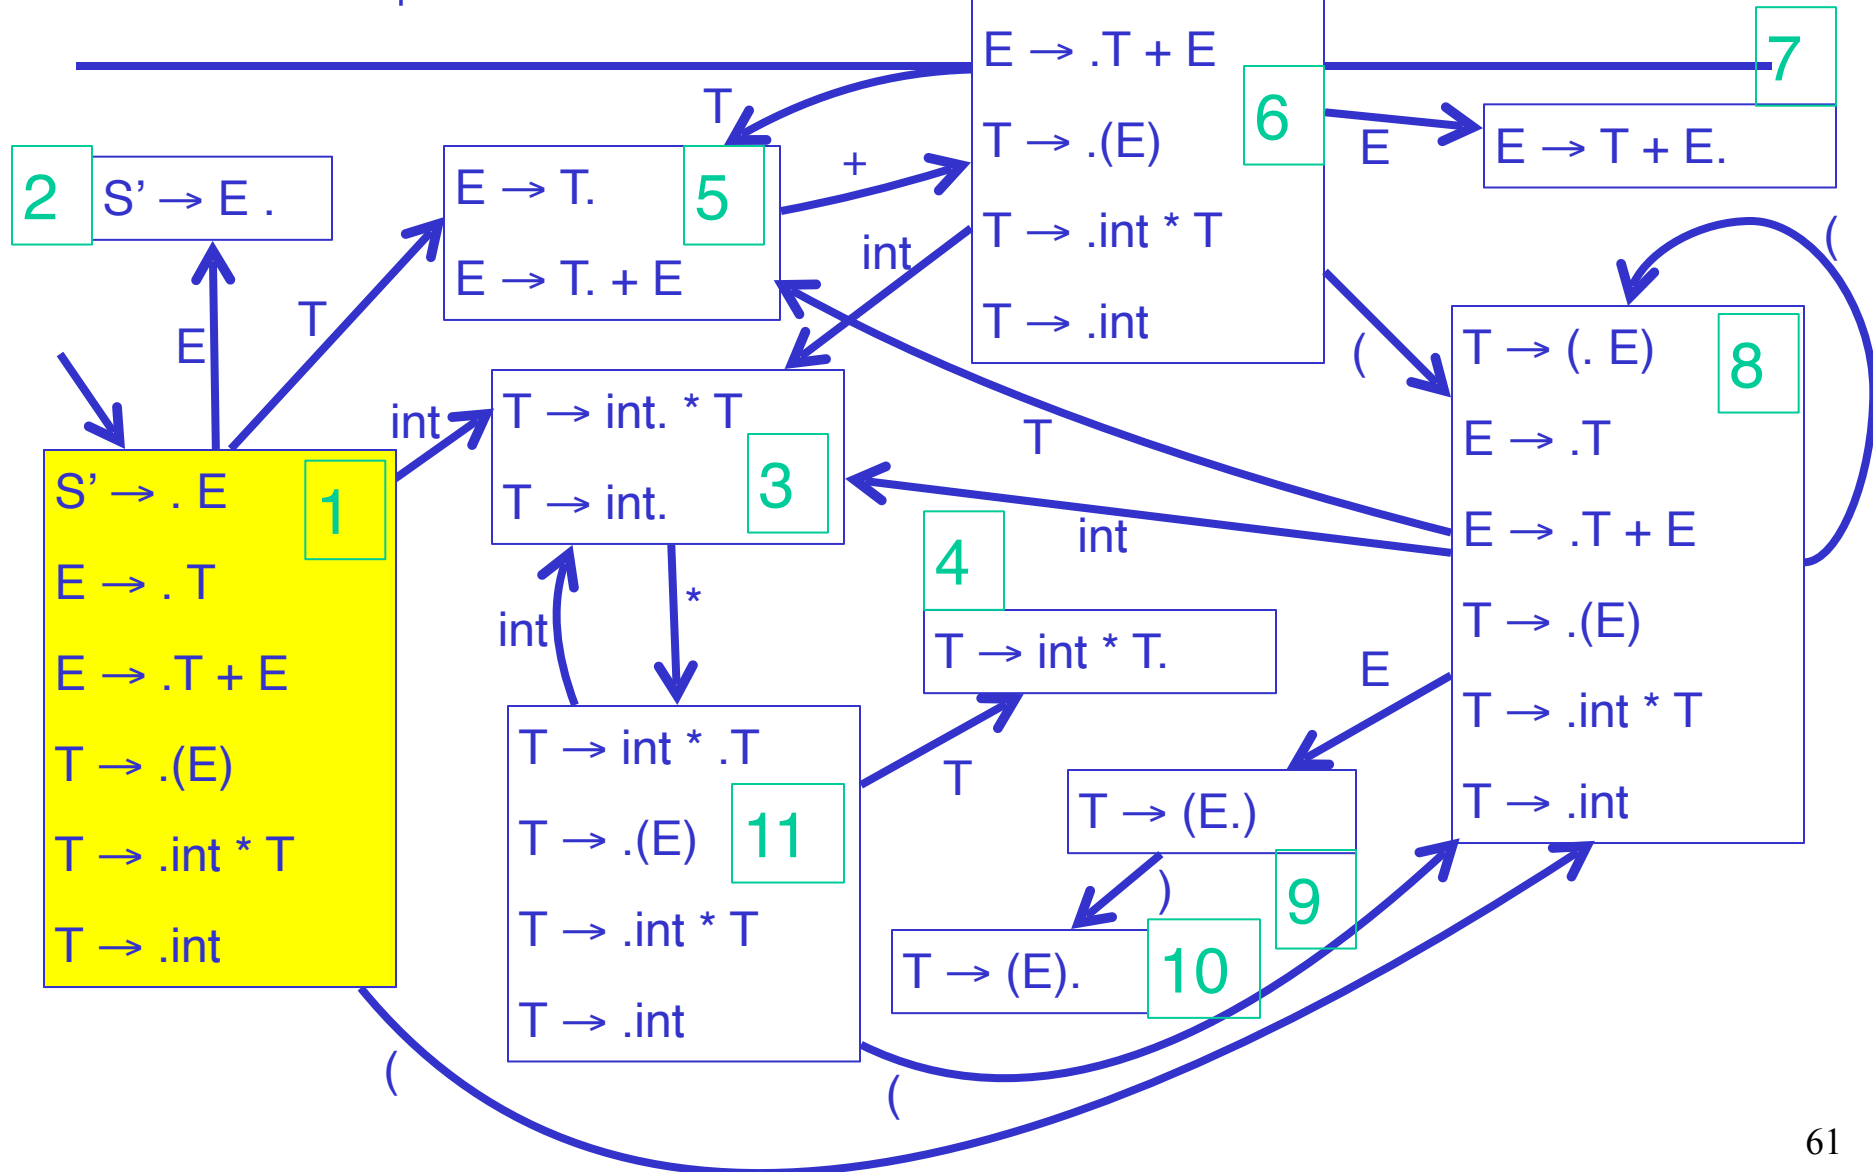 E → .T + E
T → .(E)
T → .int * T
T → .int
6
7
E
E → T + E.
T
2
S’ → E .
E → T.
E → T. + E
5
+
int
(
(
E
T
int
T → int. * T
T → int.
3
T
int
T → (. E)
E → .T
E → .T + E
T → .(E)
T → .int * T
T → .int
8
S’ → . E
E → . T
E → .T + E
T → .(E)
T → .int * T
T → .int
1
int
*
4
T → int * T.
E
T → int * .T
T → .(E)
T → .int * T
T → .int
11
T
T → (E.)
9
)
T → (E).
10
(
(
61